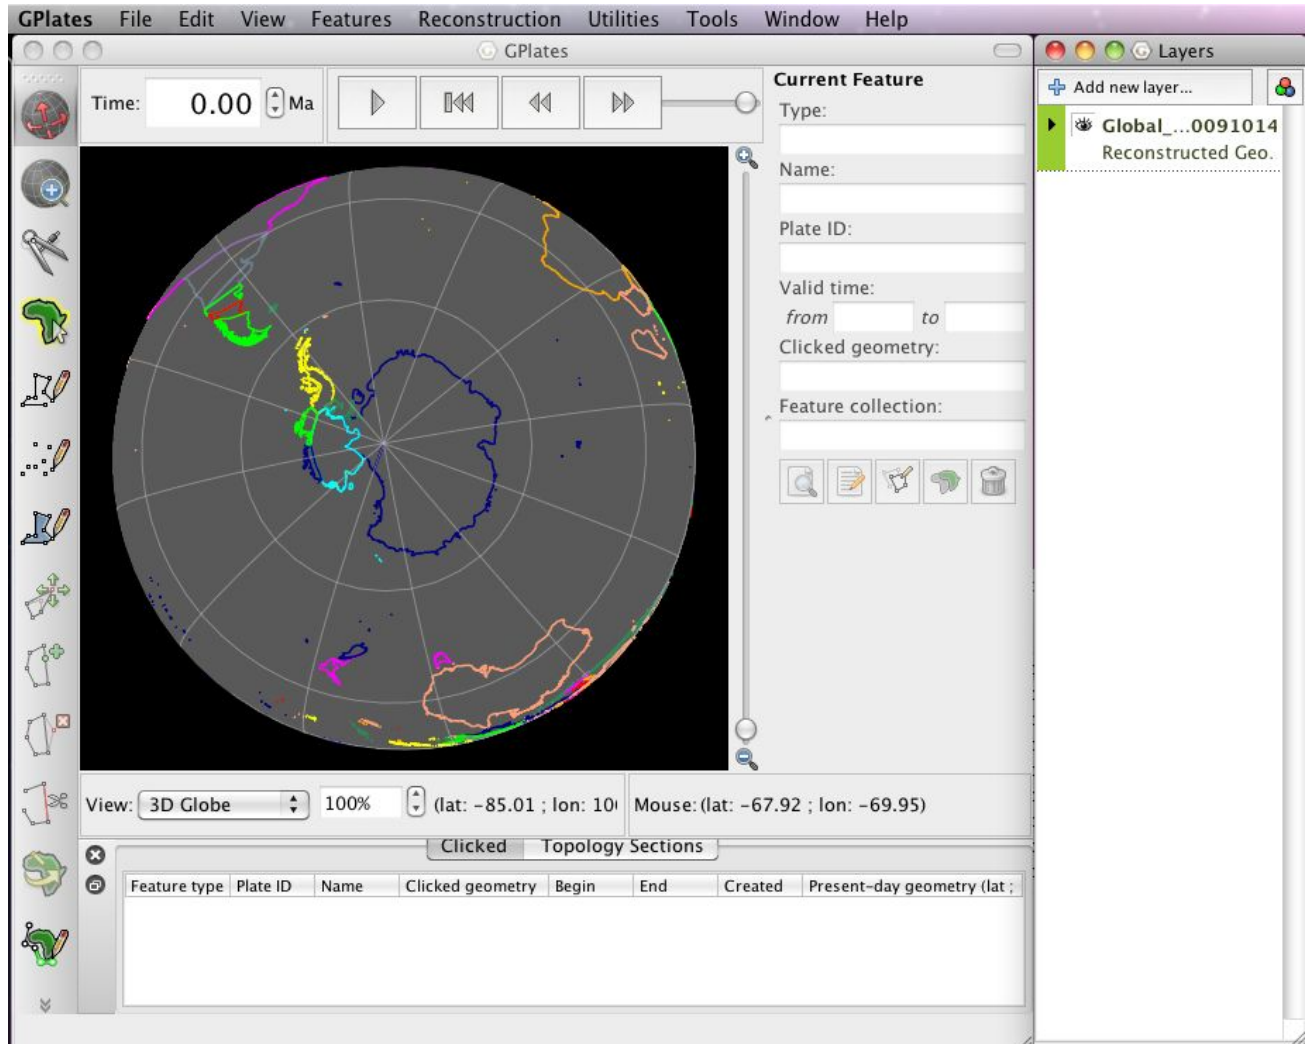 GPlates File Edit View Features Reconstruction Utilities Tools Window Help
GPlates
Layers
Time: 0.00 Ma
Current Feature
Type:
Name:
Plate ID:
Valid time:
from to
Clicked geometry:
Feature collection:
Add new layer...
Global_...0091014
Reconstructed Geo.
View: 3D Globe 100% (lat: -85.01 ; lon: 10 Mouse: (lat: -67.92 ; lon: -69.95)
Clicked Topology Sections
Feature type Plate ID Name Clicked geometry Begin End Created Present-day geometry (lat ;